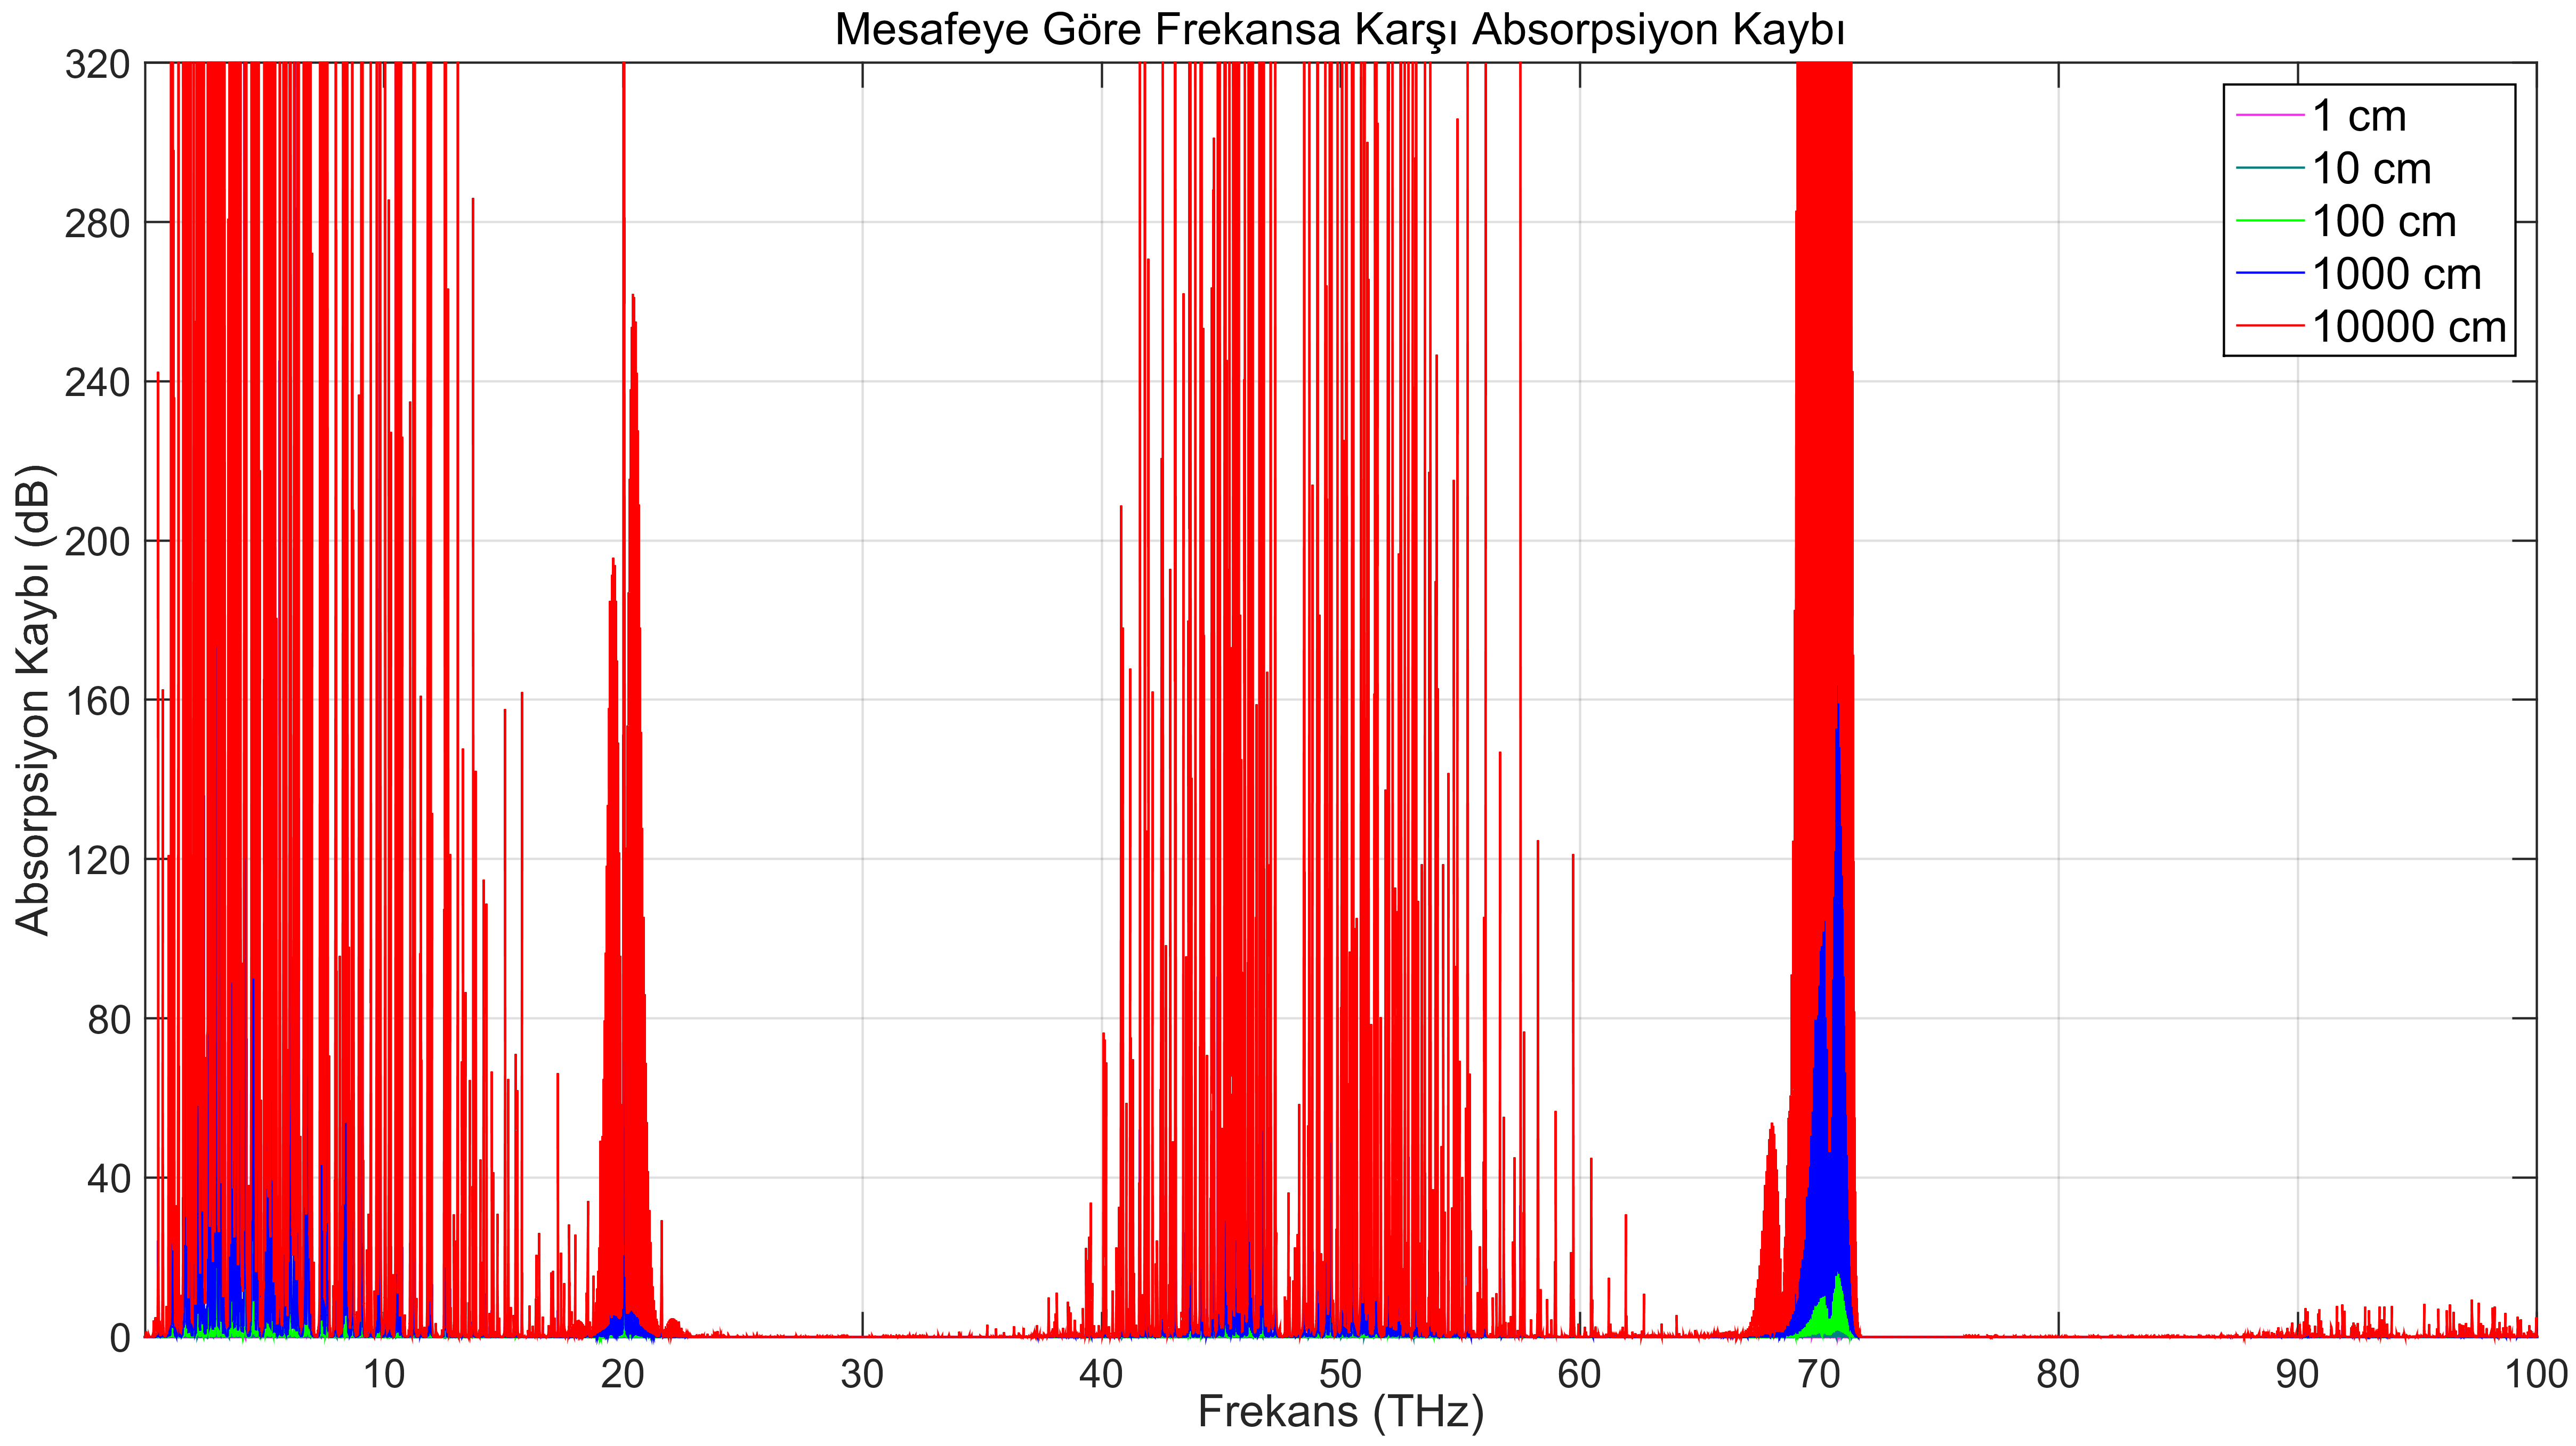 Mesafeye Göre Frekansa Karşı Absorpsiyon Kaybı
320
280
240
200
160
120
80
40
0
Absorpsiyon Kaybı (dB)
1 cm
10 cm
100 cm
1000 cm
10000 cm
10 20 30 40 50 60 70 80 90 100
Frekans (THz)